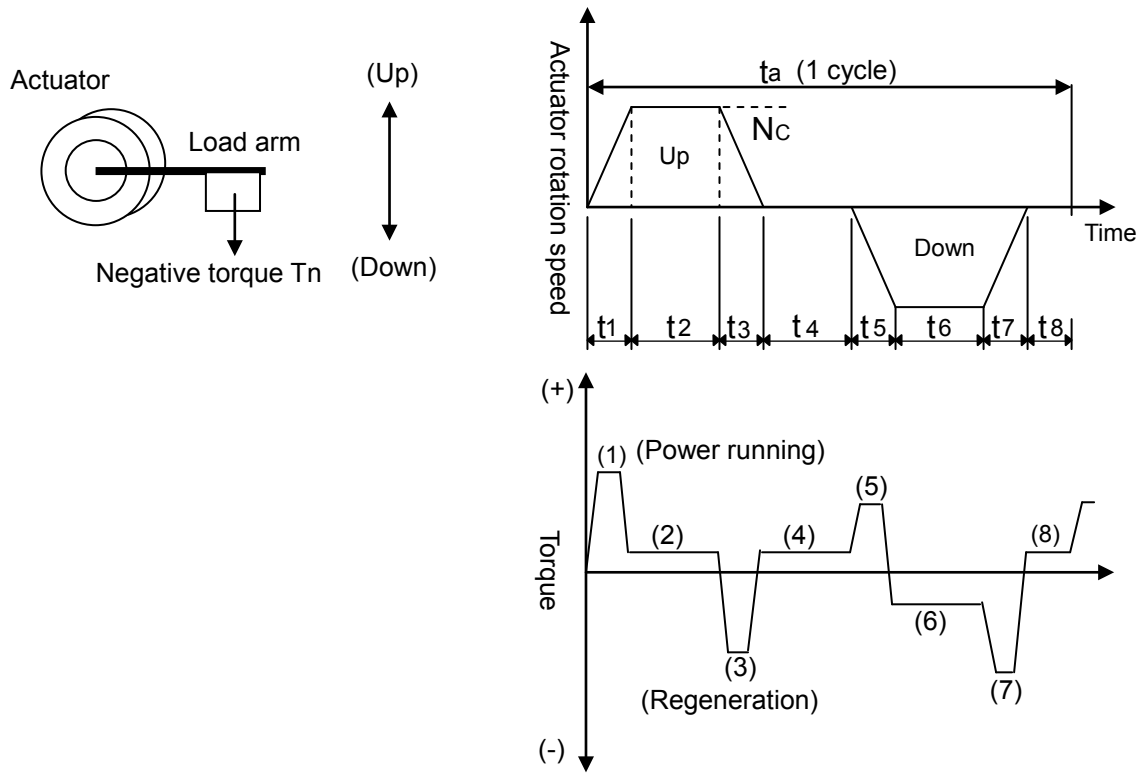 Actuator
(Up)
Load arm
Negative torque Tn
(Down)
Actuator rotation speed
ta (1 cycle)
Nc
Up
Down
Time
t1
t2
t3
t4
t5
t6
t7
t8
(+)
Torque
(1)
(Power running)
(2)
(3)
(Regeneration)
(4)
(5)
(6)
(7)
(8)
(-)